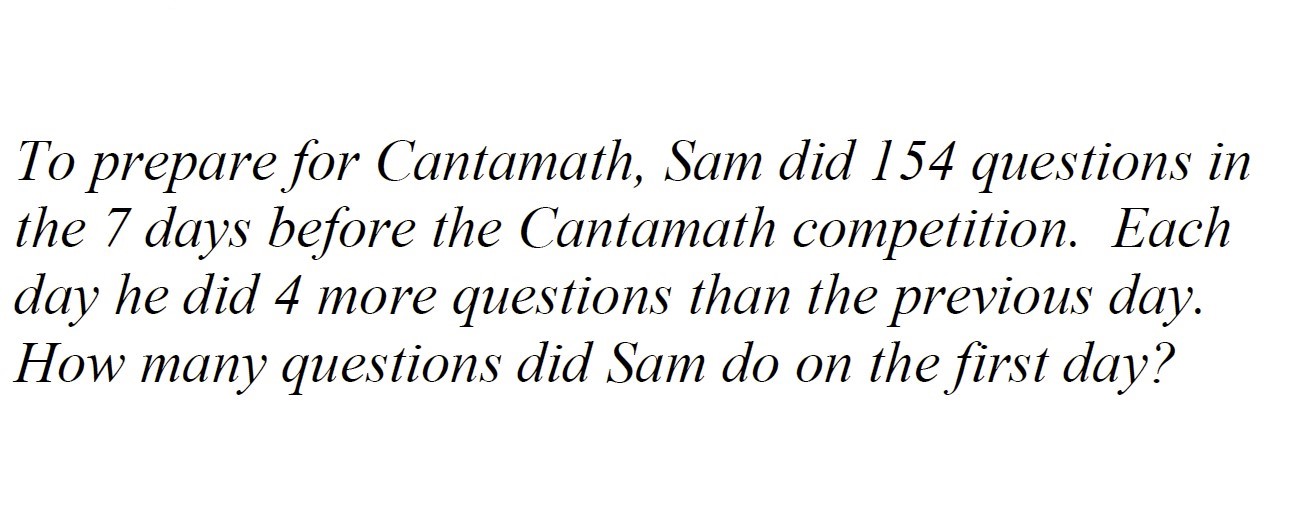 To prepare for Cantamath, Sam did 154 questions in
the 7 days before the Cantamath competition.  Each
day he did 4 more questions than the previous day.
How many questions did Sam do on the first day?